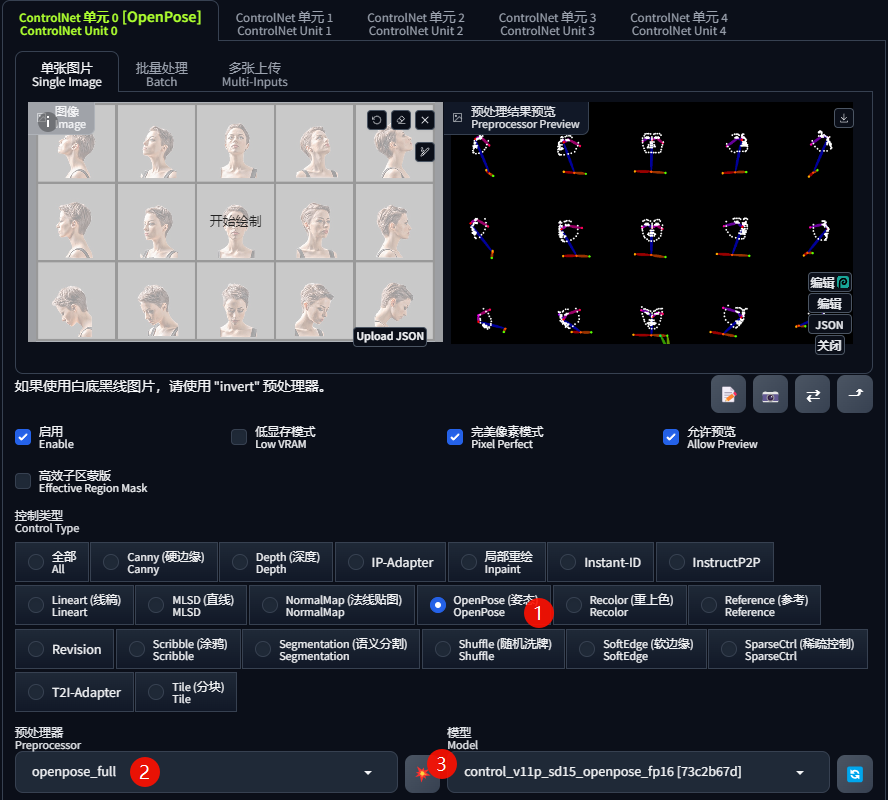 ControlNet 单元 0 [OpenPose]
ControlNet Unit 0
ControlNet 单元 1
ControlNet Unit 1
ControlNet 单元 2
ControlNet Unit 2
ControlNet 单元 3
ControlNet Unit 3
ControlNet 单元 4
ControlNet Unit 4
单张图片
Single Image
批量处理
Batch
多张上传
Multi-Inputs
图像
Image
开始绘制
Upload JSON
预处理结果预览
Preprocessor Preview
编辑
编辑
JSON
关闭
如果使用白底黑线图片，请使用 "invert" 预处理器。
启用
Enable
低显存模式
Low VRAM
完美像素模式
Pixel Perfect
允许预览
Allow Preview
高效子区蒙版
Effective Region Mask
控制类型
Control Type
全部
All
Canny (硬边缘)
Canny
Depth (深度)
Depth
IP-Adapter
局部重绘
Inpaint
Instant-ID
InstructP2P
Lineart (线稿)
Lineart
MLSD (直线)
MLSD
NormalMap (法线贴图)
NormalMap
OpenPose (姿态)
OpenPose
1
Recolor (重上色)
Recolor
Reference (参考)
Reference
Revision
Scribble (涂鸦)
Scribble
Segmentation (语义分割)
Segmentation
Shuffle (随机洗牌)
Shuffle
SoftEdge (软边缘)
SoftEdge
SparseCtrl (稀疏控制)
SparseCtrl
T2I-Adapter
Tile (分块)
Tile
预处理器
Preprocessor
openpose_full
2
3
模型
Model
control_v11p_sd15_openpose_fp16 [73c2b67d]